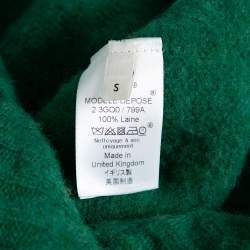 S
MODELE DEPOSE
2 3GO0 / 799A
100% Laine
Nettoyage à sec
uniquement
Made in
United Kingdom
イギリス製
英国制造